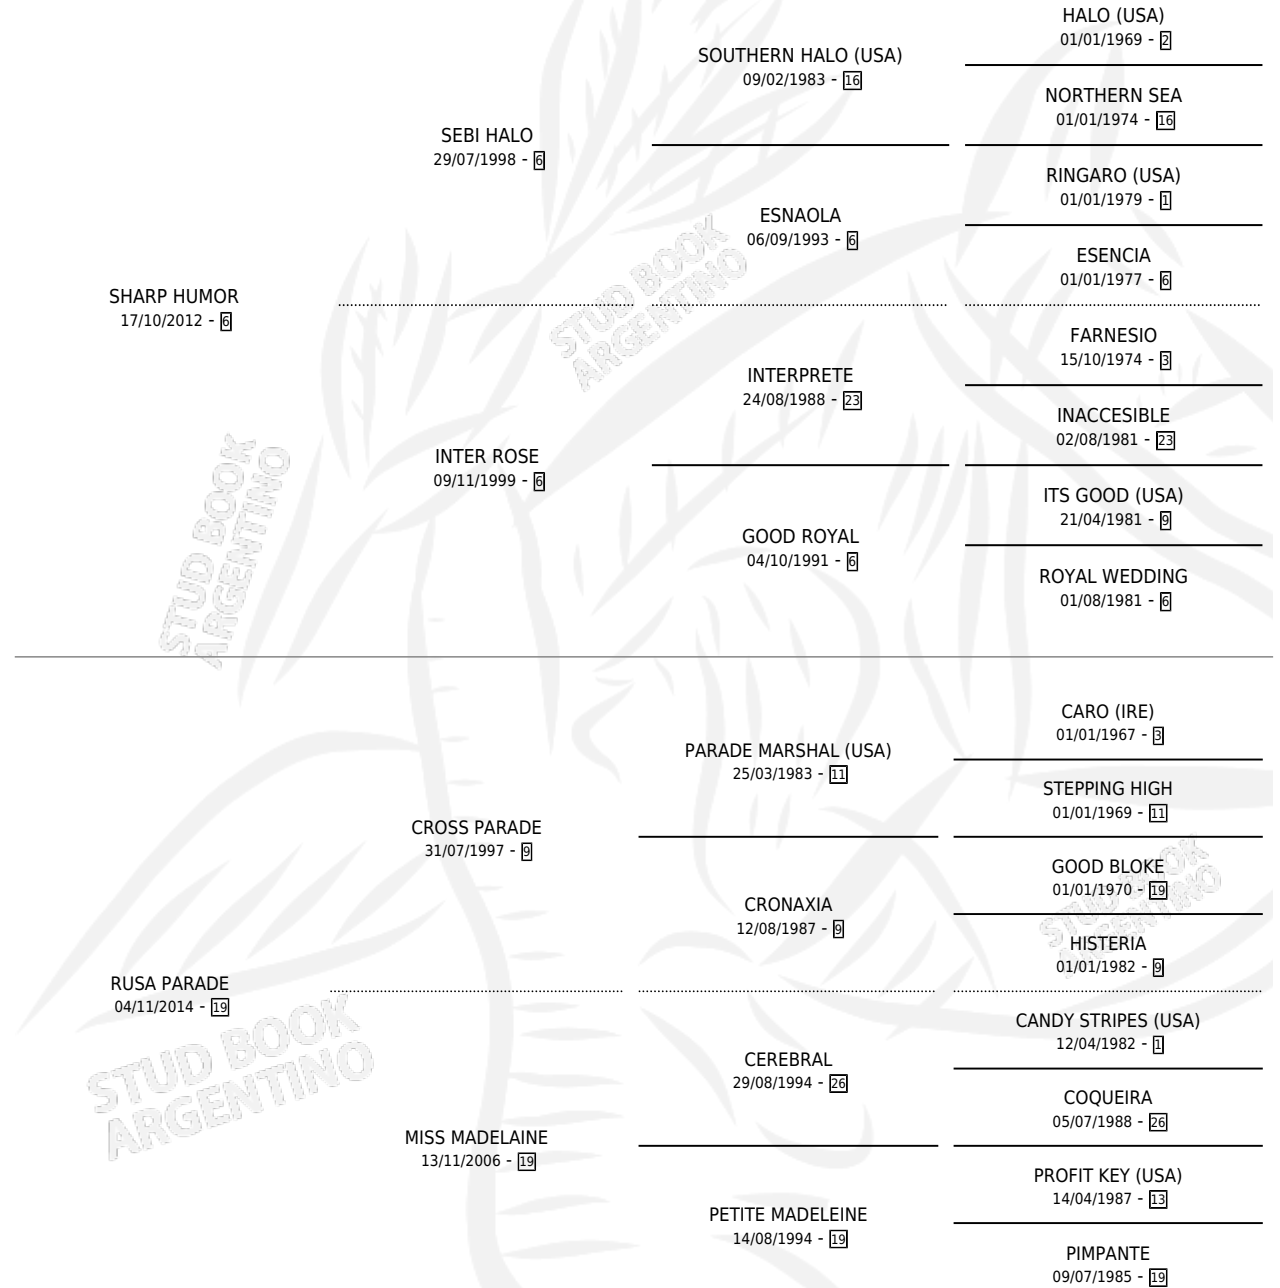 HALO (USA)
01/01/1969 - 2
SOUTHERN HALO (USA)
09/02/1983 - 16
NORTHERN SEA
01/01/1974 - 16
SEBI HALO
29/07/1998 - 6
RINGARO (USA)
01/01/1979 - 1
ESNAOLA
06/09/1993 - 6
ESENCIA
01/01/1977 - 6
SHARP HUMOR
17/10/2012 - 6
FARNESIO
15/10/1974 - 3
INTERPRETE
24/08/1988 - 23
INACCESIBLE
02/08/1981 - 23
INTER ROSE
09/11/1999 - 6
ITS GOOD (USA)
21/04/1981 - 9
GOOD ROYAL
04/10/1991 - 6
ROYAL WEDDING
01/08/1981 - 6
CARO (IRE)
01/01/1967 - 3
PARADE MARSHAL (USA)
25/03/1983 - 11
STEPPING HIGH
01/01/1969 - 11
CROSS PARADE
31/07/1997 - 9
GOOD BLOKE
01/01/1970 - 19
CRONAXIA
12/08/1987 - 9
HISTERIA
01/01/1982 - 9
RUSA PARADE
04/11/2014 - 19
CANDY STRIPES (USA)
12/04/1982 - 1
CEREBRAL
29/08/1994 - 26
COQUEIRA
05/07/1988 - 26
MISS MADELAINE
13/11/2006 - 19
PROFIT KEY (USA)
14/04/1987 - 13
PETITE MADELEINE
14/08/1994 - 19
PIMPANTE
09/07/1985 - 19
STUD BOOK
ARGENTINO
STUD BOOK
ARGENTINO
STUD BOOK
ARGENTINO
STUD BOOK
ARGENTINO